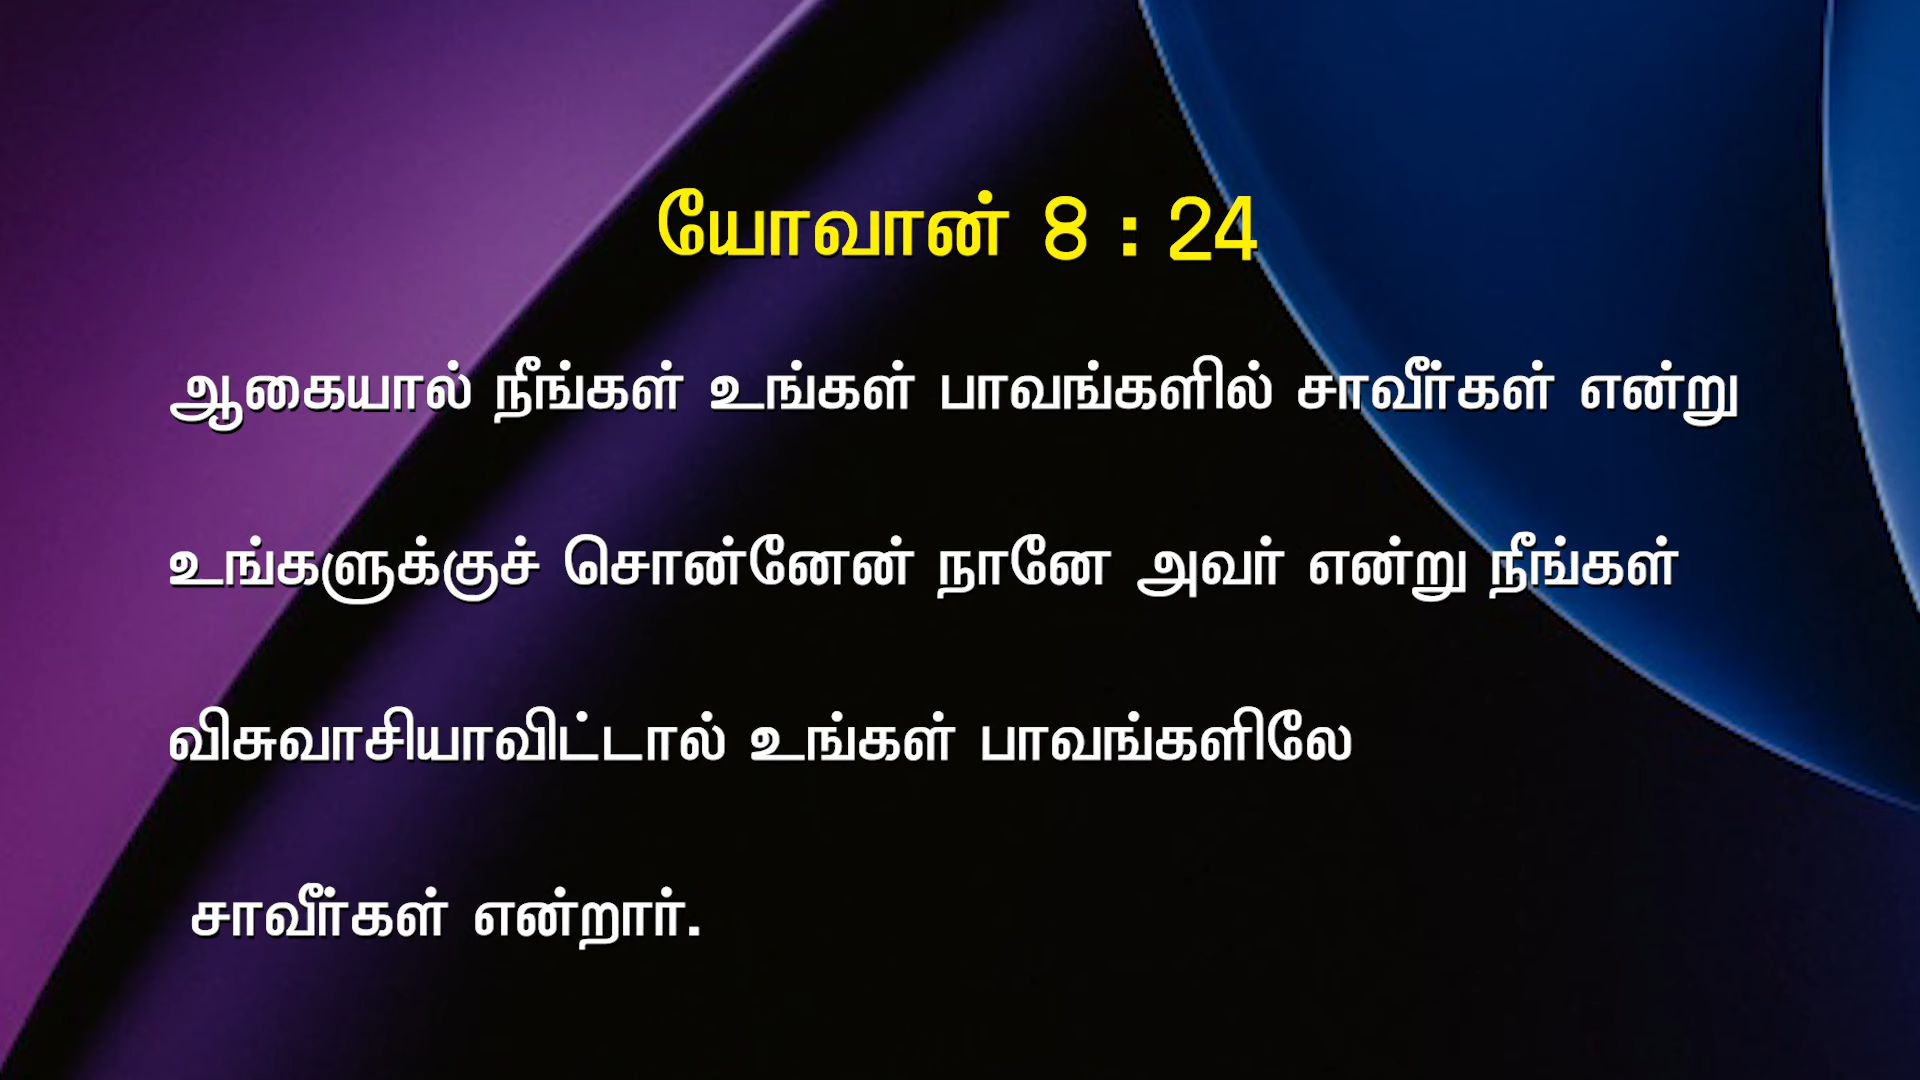 யோவான் 8 : 24
ஆகையால் நீங்கள் உங்கள் பாவங்களில் சாவீர்கள் என்று
உங்களுக்குச் சொன்னேன் நானே அவர் என்று நீங்கள்
விசுவாசியாவிட்டால் உங்கள் பாவங்களிலே
சாவீர்கள் என்றார்.